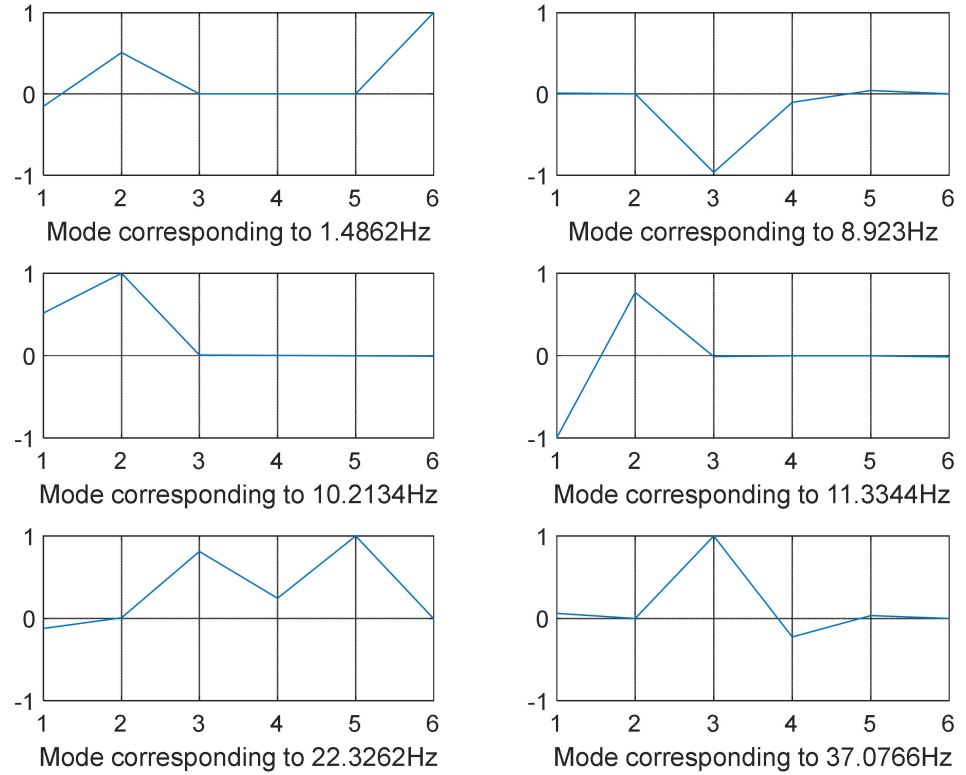 1
0
-1
1 2 3 4 5 6
Mode corresponding to 1.4862Hz
1
0
-1
1 2 3 4 5 6
Mode corresponding to 8.923Hz
1
0
-1
1 2 3 4 5 6
Mode corresponding to 10.2134Hz
1
0
-1
1 2 3 4 5 6
Mode corresponding to 11.3344Hz
1
0
-1
1 2 3 4 5 6
Mode corresponding to 22.3262Hz
1
0
-1
1 2 3 4 5 6
Mode corresponding to 37.0766Hz